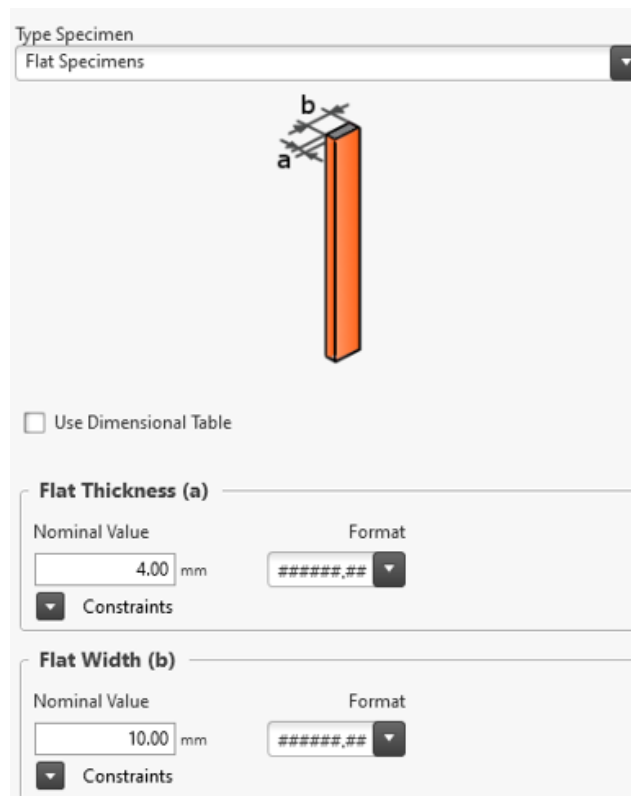 Type Specimen
Flat Specimens
b
a
Use Dimensional Table
Flat Thickness (a)
Nominal Value Format
4.00 mm ######.##
Constraints
Flat Width (b)
Nominal Value Format
10.00 mm ######.##
Constraints